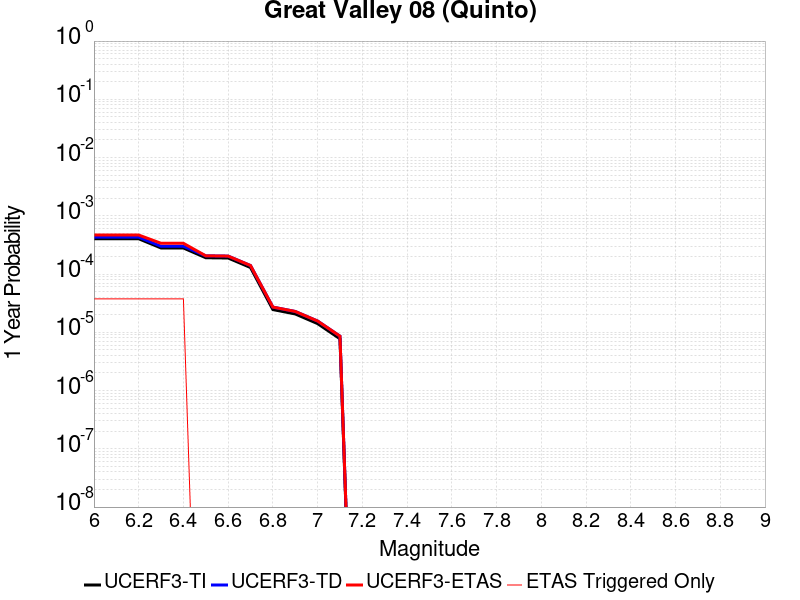 Great Valley 08 (Quinto)
10^0
10^-1
10^-2
10^-3
10^-4
10^-5
10^-6
10^-7
10^-8
1 Year Probability
6 6.2 6.4 6.6 6.8 7 7.2 7.4 7.6 7.8 8 8.2 8.4 8.6 8.8 9
Magnitude
UCERF3-TI UCERF3-TD UCERF3-ETAS ETAS Triggered Only